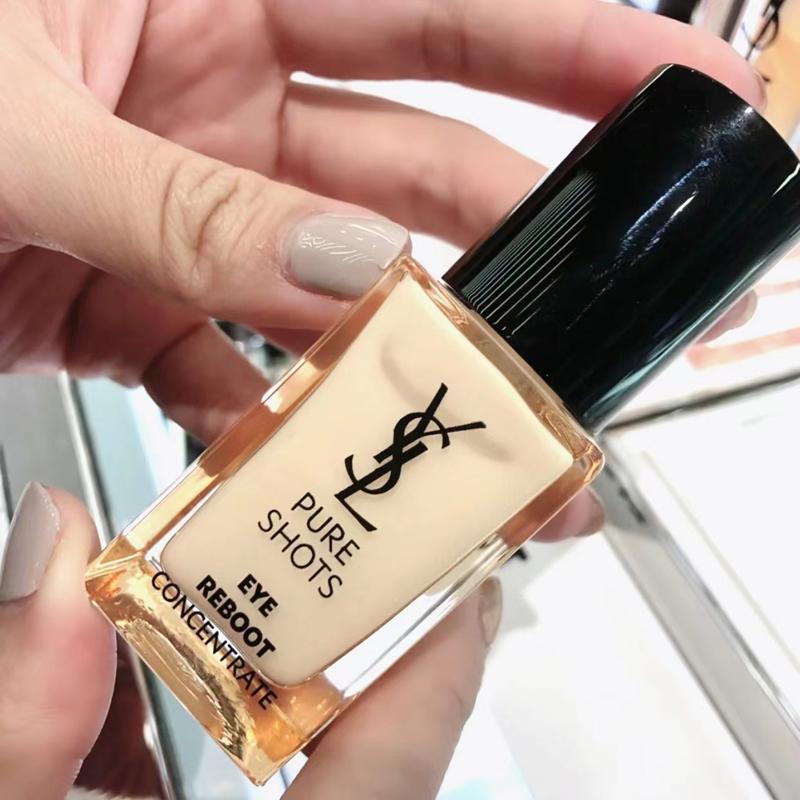 YSL
PURE
SHOTS
EYE
REBOOT
CONCENTRATE